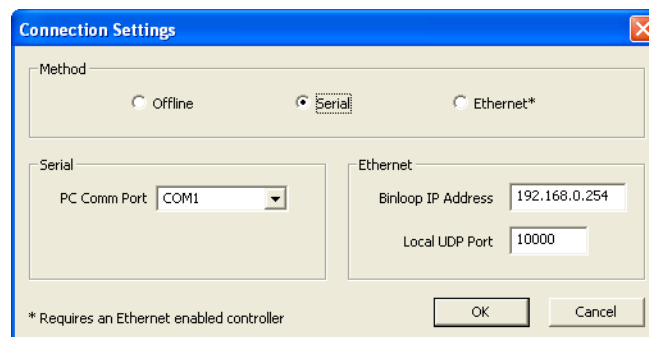 Connection Settings
Method
Offline
Serial
Ethernet*
Serial
PC Comm Port COM1
Ethernet
Binloop IP Address 192.168.0.254
Local UDP Port 10000
* Requires an Ethernet enabled controller
OK
Cancel